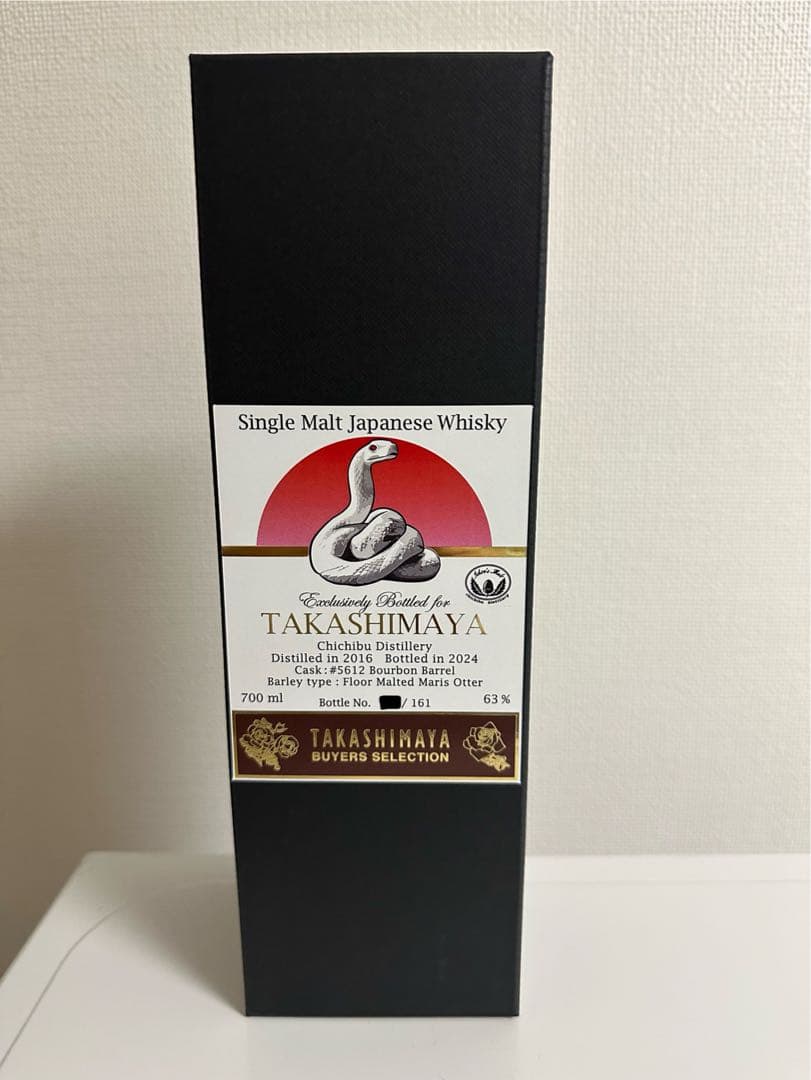 Single Malt Japanese Whisky
Exclusively Bottled for
TAKASHIMAYA
Chichibu Distillery
Distilled in 2016 Bottled in 2024
Cask : #5612 Bourbon Barrel
Barley type : Floor Malted Maris Otter
700 ml
Bottle No. / 161
63 %
TAKASHIMAYA
BUYERS SELECTION